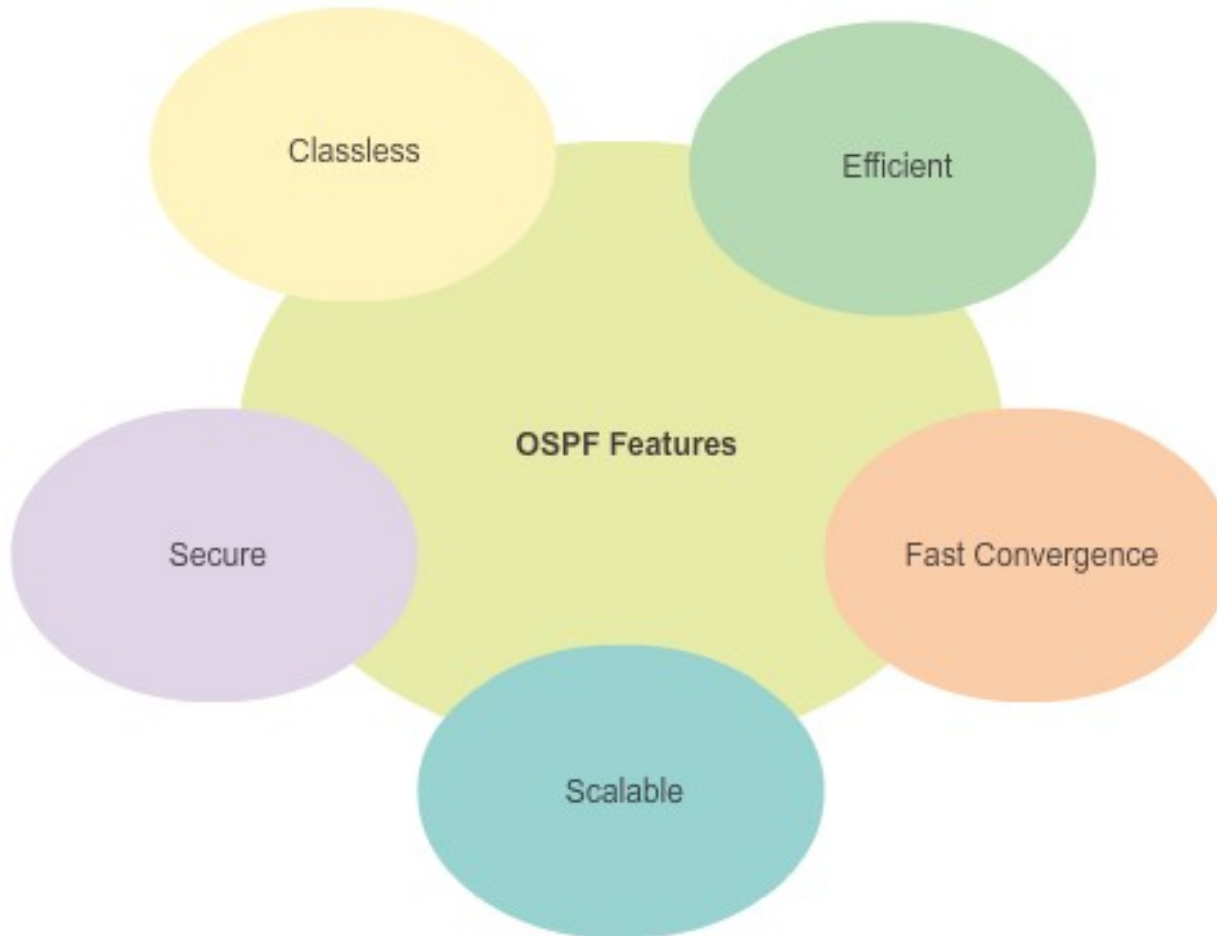 Classless
Efficient
OSPF Features
Secure
Fast Convergence
Scalable